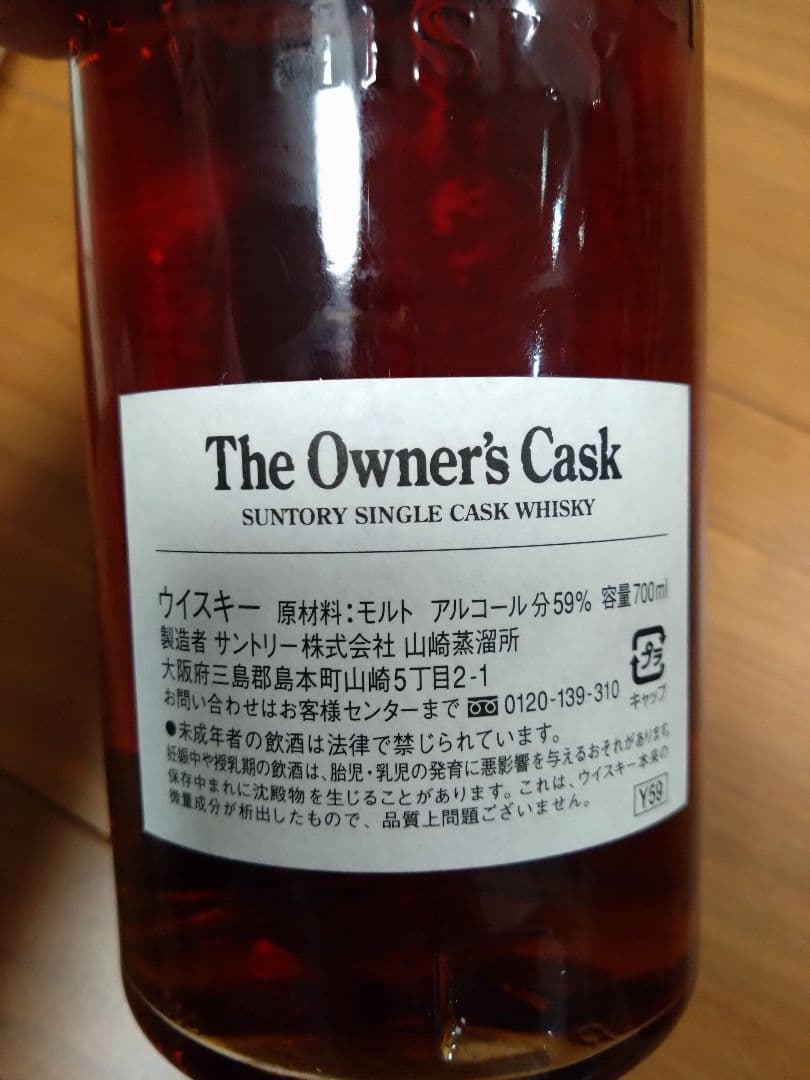 The Owner's Cask
SUNTORY SINGLE CASK WHISKY
ウイスキー 原材料:モルト アルコール分59% 容量700ml
製造者 サントリー株式会社 山崎蒸溜所
大阪府三島郡島本町山崎5丁目2-1
お問い合わせはお客様センターまで 0120-139-310
プラ
キャップ
●未成年者の飲酒は法律で禁じられています。
妊娠中や授乳期の飲酒は、胎児・乳児の発育に悪影響を与えるおそれがあります。
保存中まれに沈殿物を生じることがあります。これは、ウイスキー本来の
微量成分が析出したもので、品質上問題ございません。
Y59